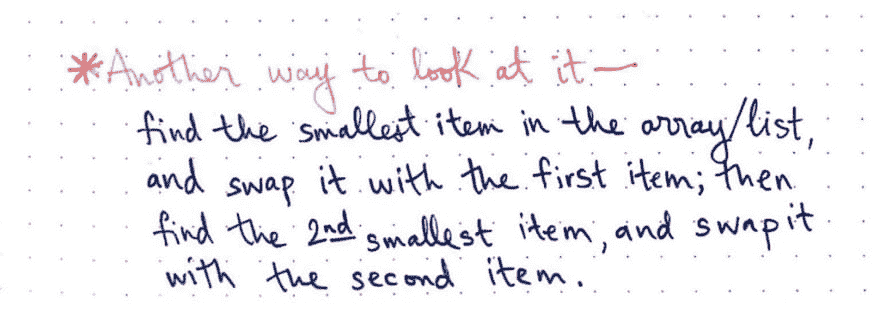 *Another way to look at it—
find the smallest item in the array/list,
and swap it with the first item; then
find the 2nd smallest item, and swap it
with the second item.